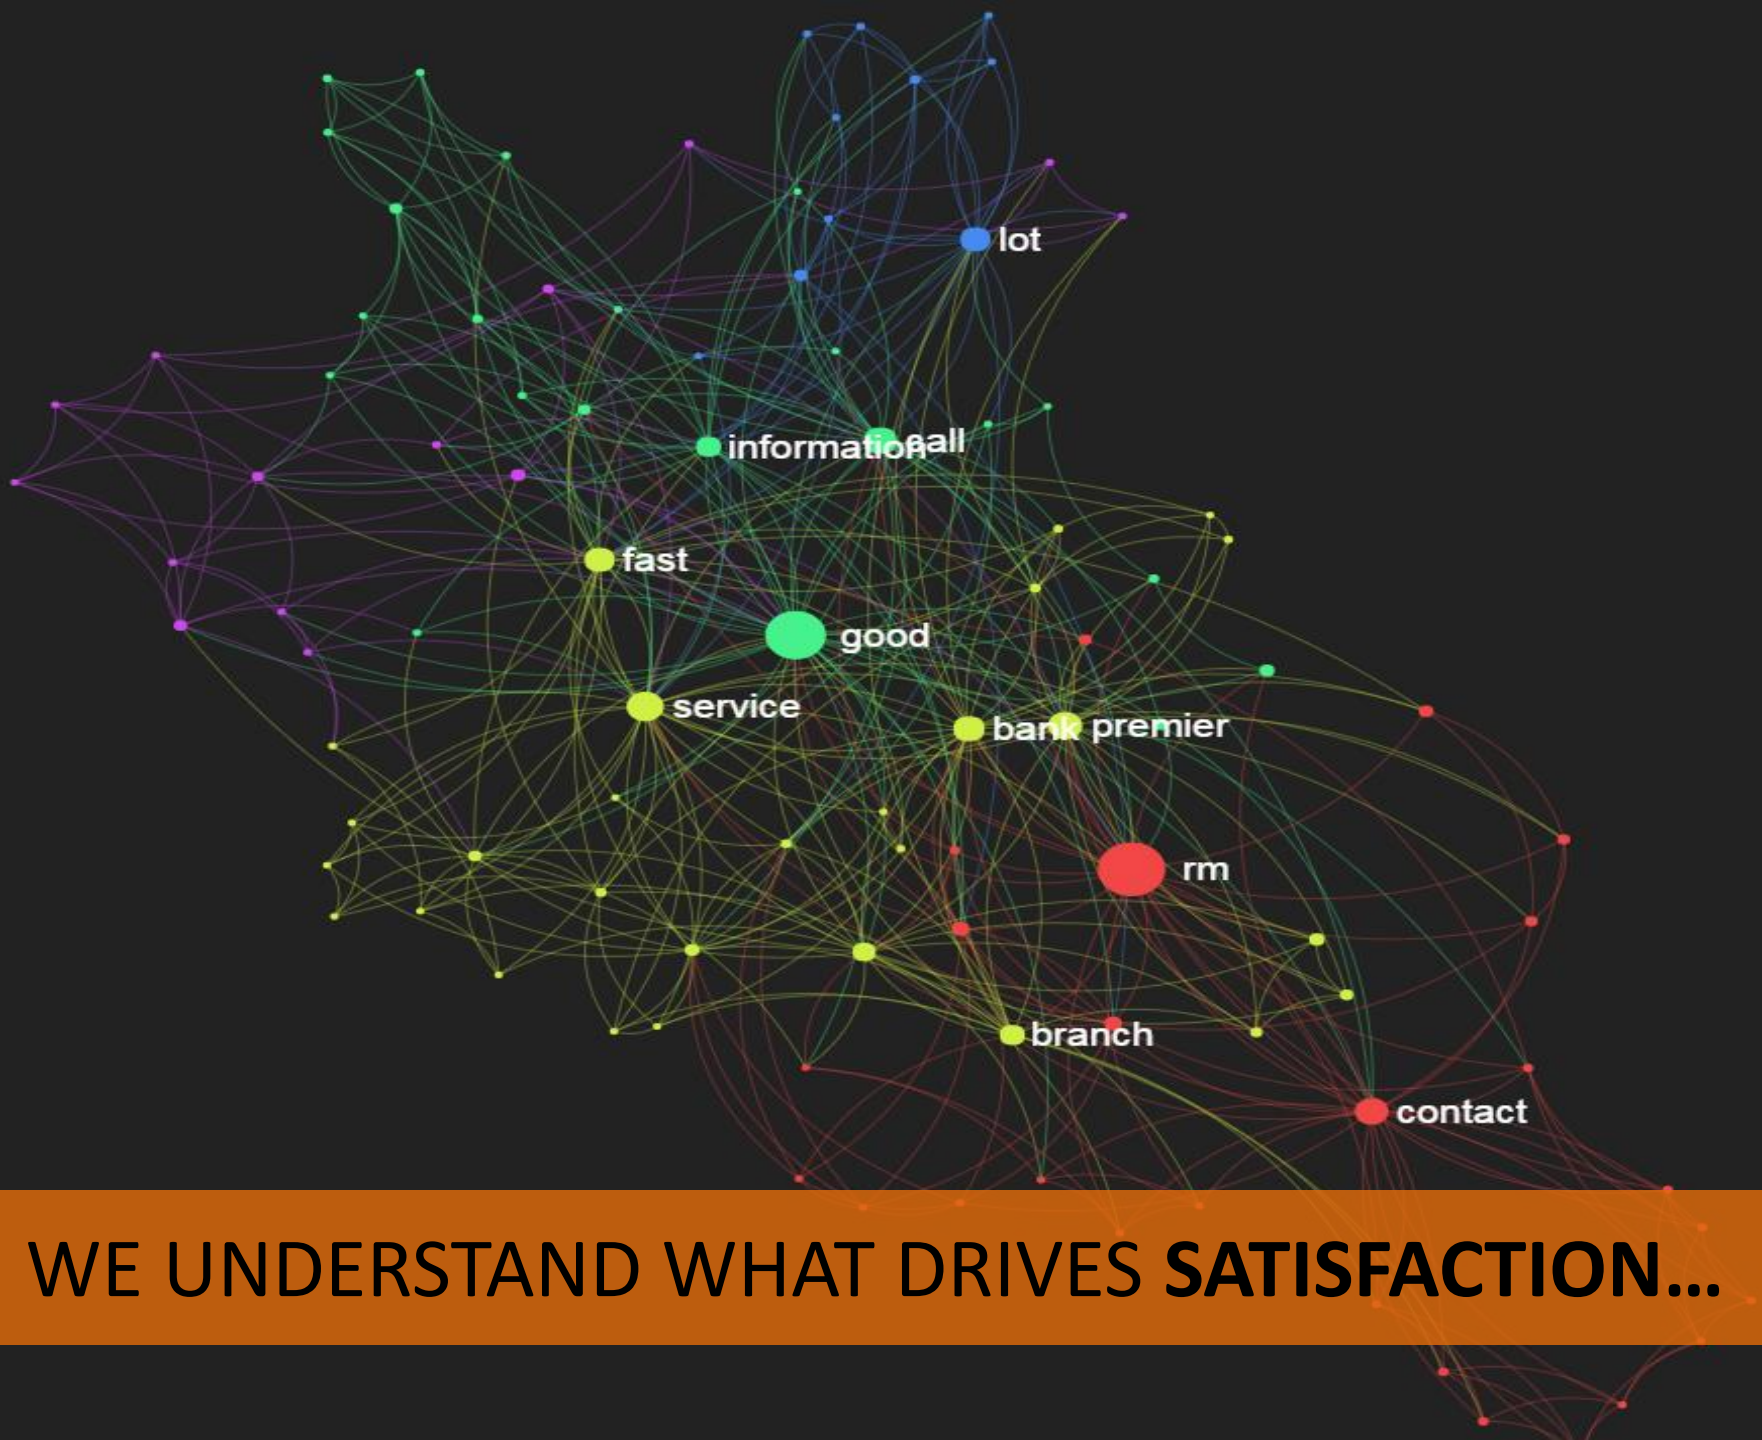 lot
information
call
fast
good
service
bank
premier
rm
branch
contact
WE UNDERSTAND WHAT DRIVES SATISFACTION...